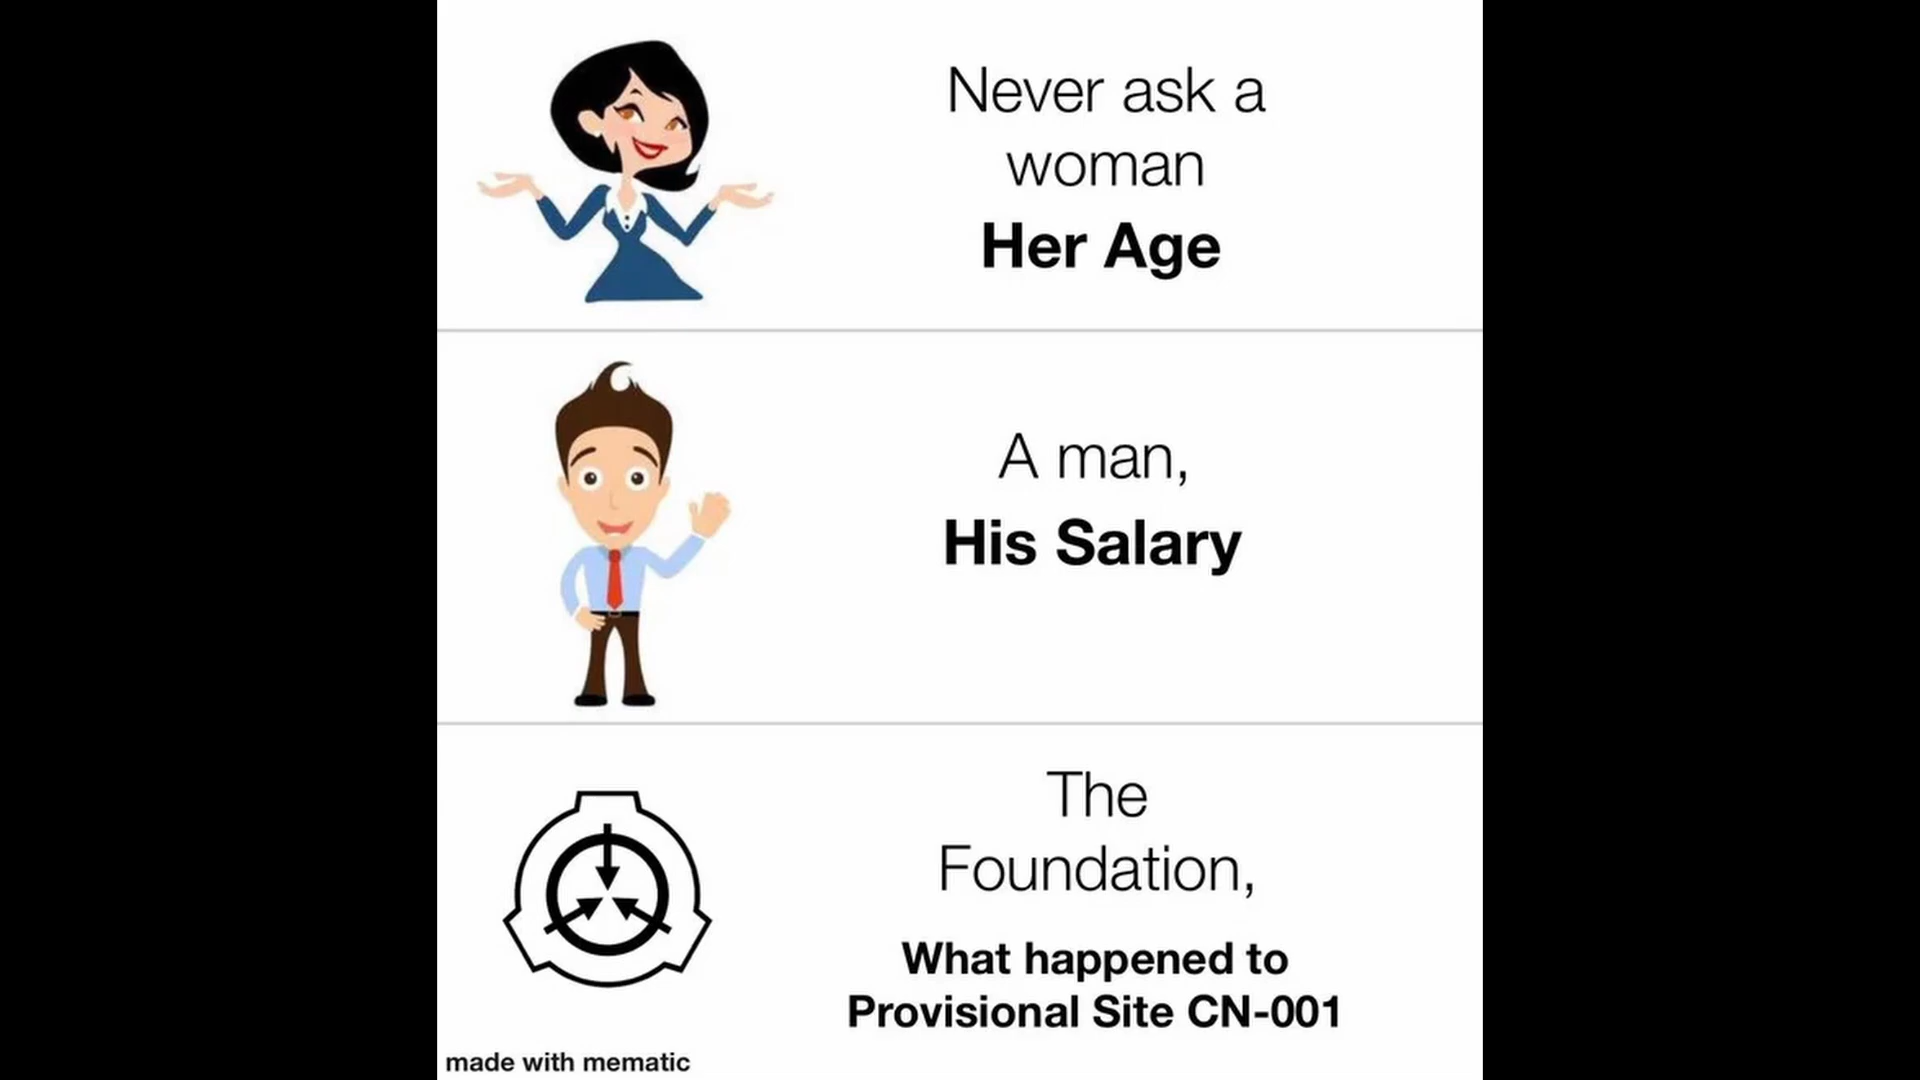 Never ask a
woman
Her Age
A man,
His Salary
The
Foundation,
What happened to
Provisional Site CN-001
made with mematic